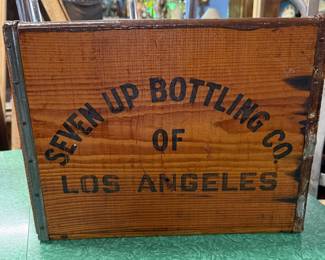 SEVEN UP BOTTLING CO.
OF
LOS ANGELES